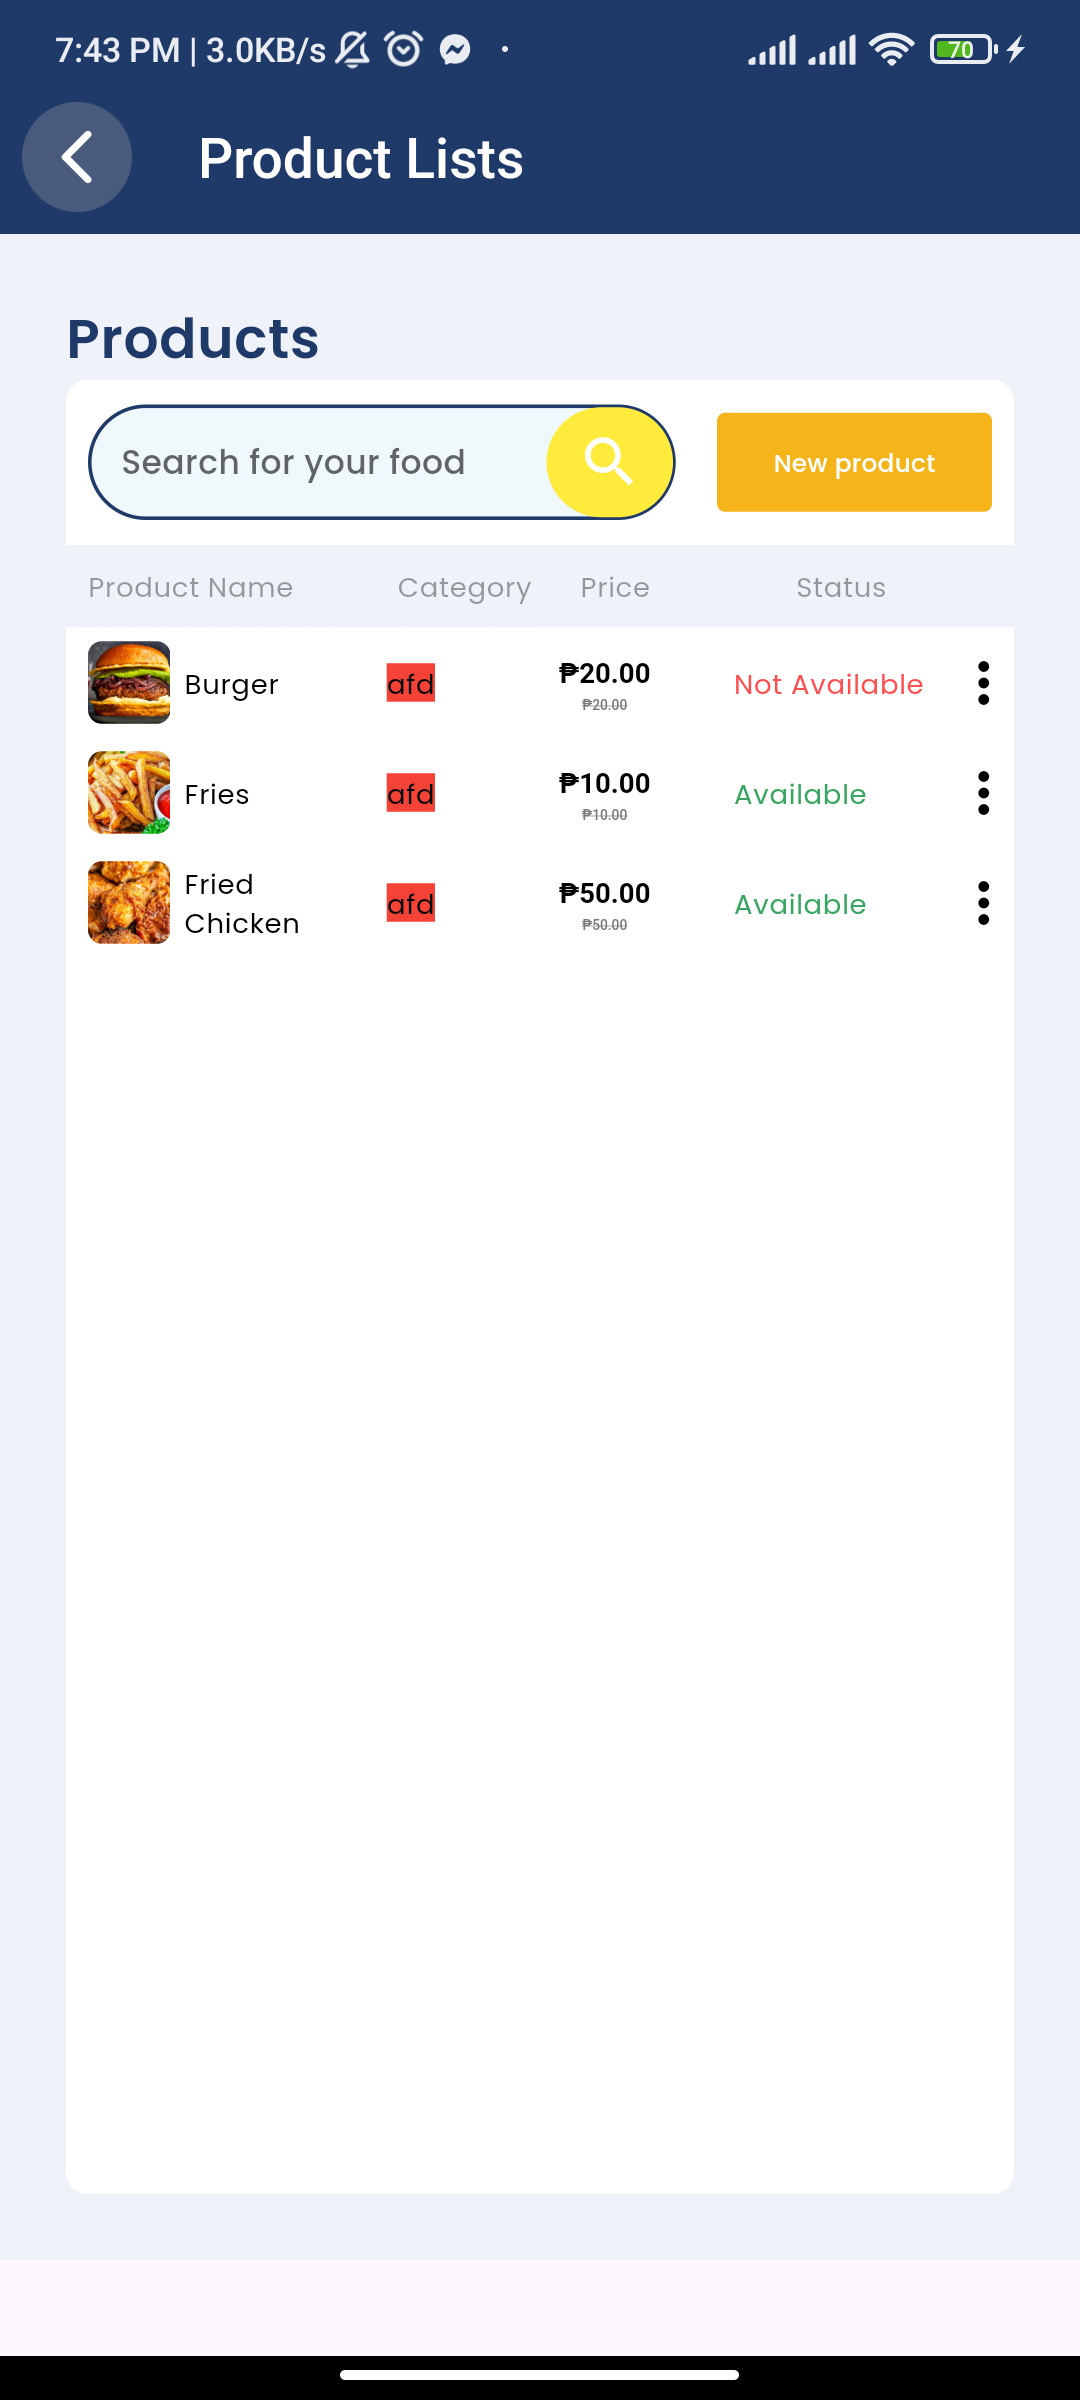 7:43 PM | 3.0KB/s
70
Product Lists
Products
Search for your food
New product
Product Name Category Price Status
Burger afd ₱20.00 Not Available
₱20.00
Fries afd ₱10.00 Available
₱10.00
Fried
Chicken afd ₱50.00 Available
₱50.00